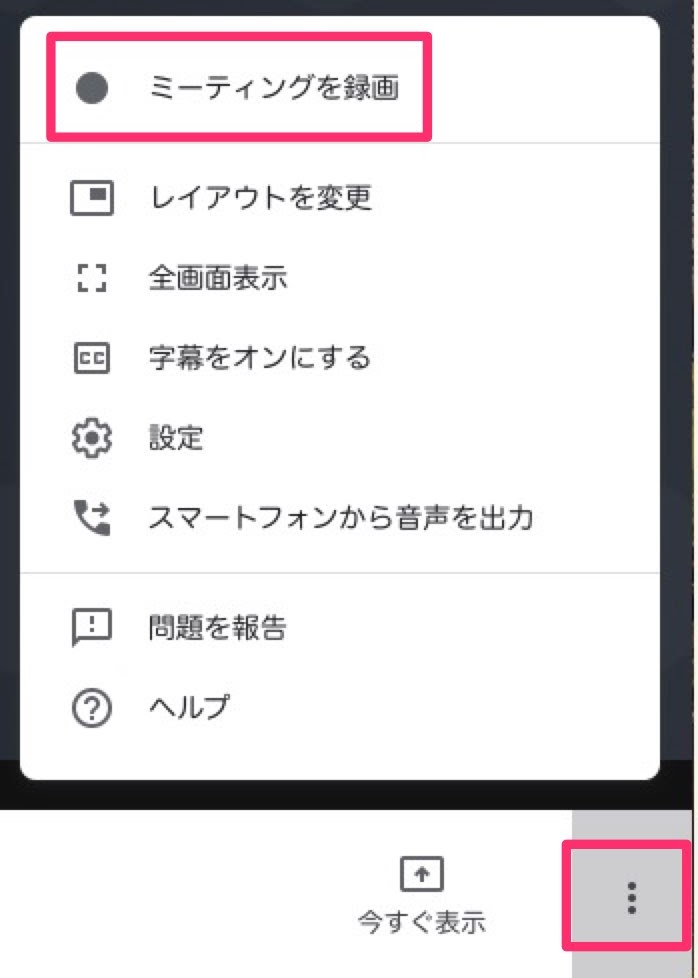 ミーティングを録画
レイアウトを変更
全画面表示
CC
字幕をオンにする
設定
スマートフォンから音声を出力
問題を報告
ヘルプ
今すぐ表示